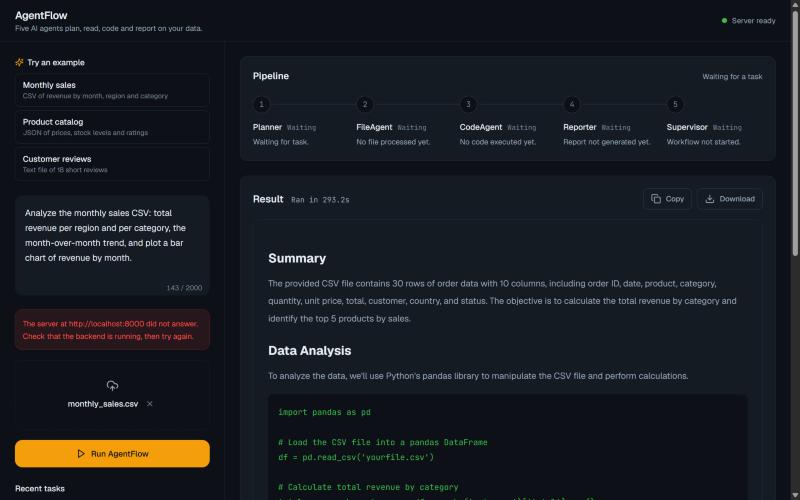 AgentFlow
Five AI agents plan, read, code and report on your data.
Server ready
Try an example
Monthly sales
CSV of revenue by month, region and category
Product catalog
JSON of prices, stock levels and ratings
Customer reviews
Text file of 18 short reviews
Analyze the monthly sales CSV: total
revenue per region and per category, the
month-over-month trend, and plot a bar
chart of revenue by month.
143 / 2000
The server at http://localhost:8000 did not answer.
Check that the backend is running, then try again.
monthly_sales.csv
Run AgentFlow
Recent tasks
Pipeline
Waiting for a task
1 2 3 4 5
Planner Waiting FileAgent Waiting CodeAgent Waiting Reporter Waiting Supervisor Waiting
Waiting for task. No file processed yet. No code executed yet. Report not generated yet. Workflow not started.
Result Ran in 293.2s
Copy Download
Summary
The provided CSV file contains 30 rows of order data with 10 columns, including order ID, date, product, category,
quantity, unit price, total, customer, country, and status. The objective is to calculate the total revenue by category and
identify the top 5 products by sales.
Data Analysis
To analyze the data, we'll use Python's pandas library to manipulate the CSV file and perform calculations.
import pandas as pd
# Load the CSV file into a pandas DataFrame
df = pd.read_csv('yourfile.csv')
# Calculate total revenue by category